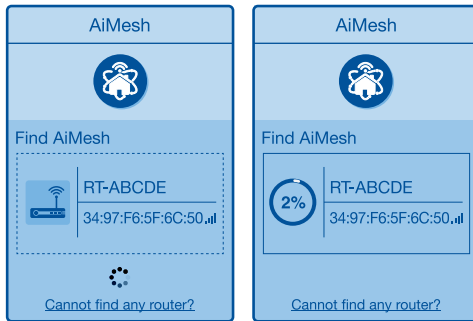 AiMesh
Find AiMesh
RT-ABCDE
34:97:F6:5F:6C:50
Cannot find any router?
AiMesh
Find AiMesh
2%
RT-ABCDE
34:97:F6:5F:6C:50
Cannot find any router?